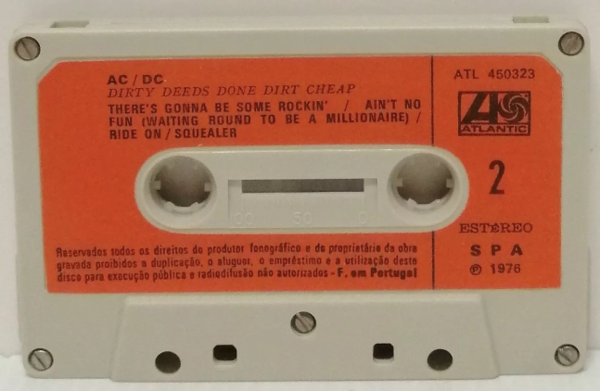 AC/DC
DIRTY DEEDS DONE DIRT CHEAP
THERE'S GONNA BE SOME ROCKIN' / AIN'T NO
FUN (WAITING ROUND TO BE A MILLIONAIRE) /
RIDE ON / SQUEALER
ATL 450323
ATLANTIC
2
ESTÉREO
SPA
℗ 1976
100 50 0
Reservados todos os direitos do produtor fonográfico e do proprietário da obra
gravada proibidos a duplicação, o aluguer, o empréstimo e a utilização deste
disco para execução pública e radiodifusão não autorizados - F. em Portugal